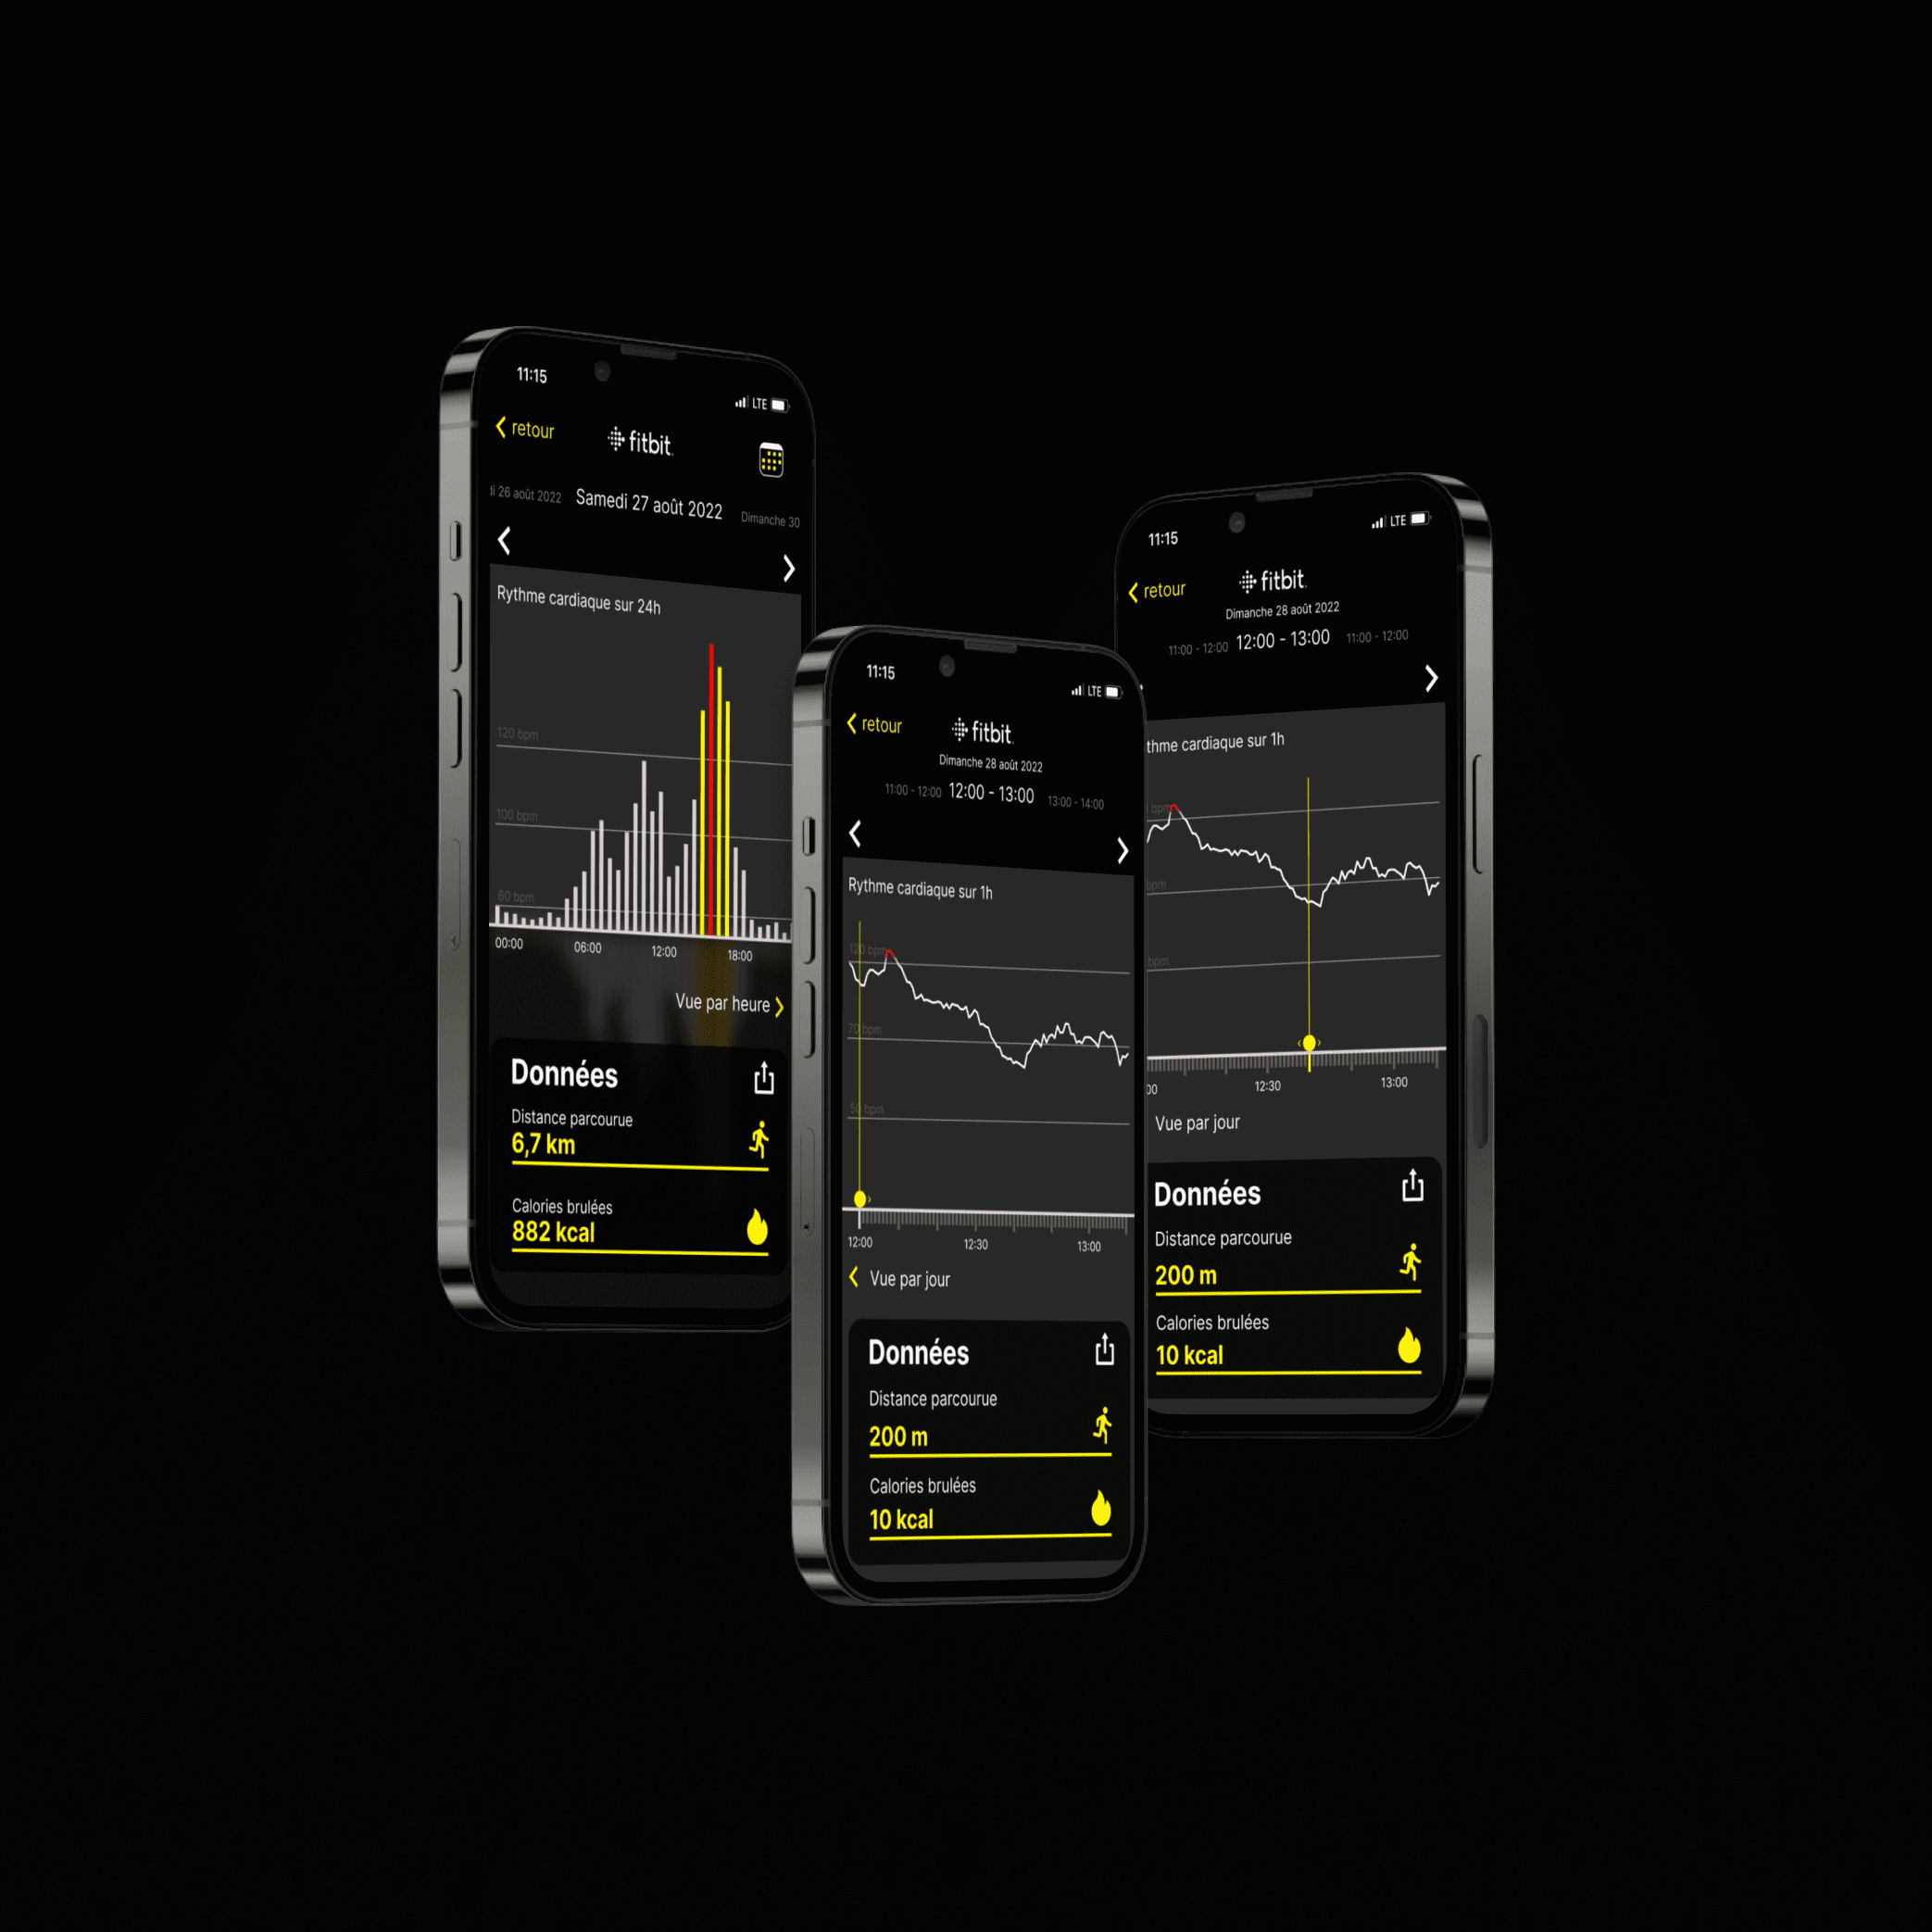 11:15
LTE
retour
fitbit.
26 août 2022 Samedi 27 août 2022 Dimanche 30
Rythme cardiaque sur 24h
120 bpm
100 bpm
60 bpm
00:00 06:00 12:00 18:00
Vue par heure
Données
Distance parcourue
6,7 km
Calories brulées
882 kcal
11:15
LTE
retour
fitbit.
Dimanche 28 août 2022
11:00 - 12:00 12:00 - 13:00 13:00 - 14:00
Rythme cardiaque sur 1h
120 bpm
70 bpm
50 bpm
12:00 12:30 13:00
Vue par jour
Données
Distance parcourue
200 m
Calories brulées
10 kcal
11:15
LTE
retour
fitbit.
Dimanche 28 août 2022
11:00 - 12:00 12:00 - 13:00 11:00 - 12:00
cardiaque sur 1h
bpm
bpm
bpm
12:30 13:00
Vue par jour
Données
Distance parcourue
200 m
Calories brulées
10 kcal